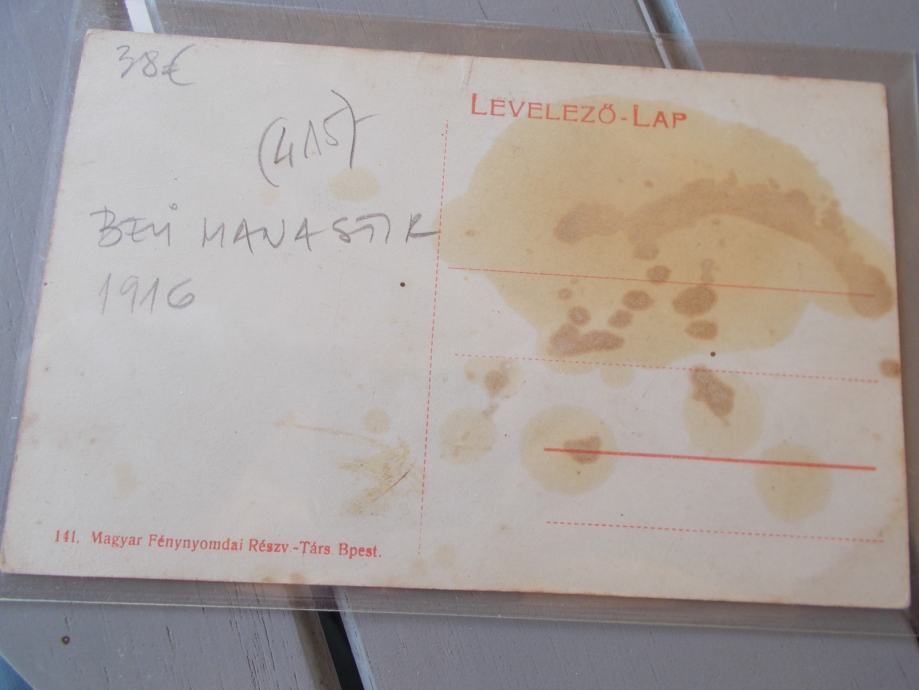 38€
(415)
LEVELEZŐ-LAP
BELI MANASTIR
1916
141. Magyar Fénynyomdai Részv.-Társ. Bpest.